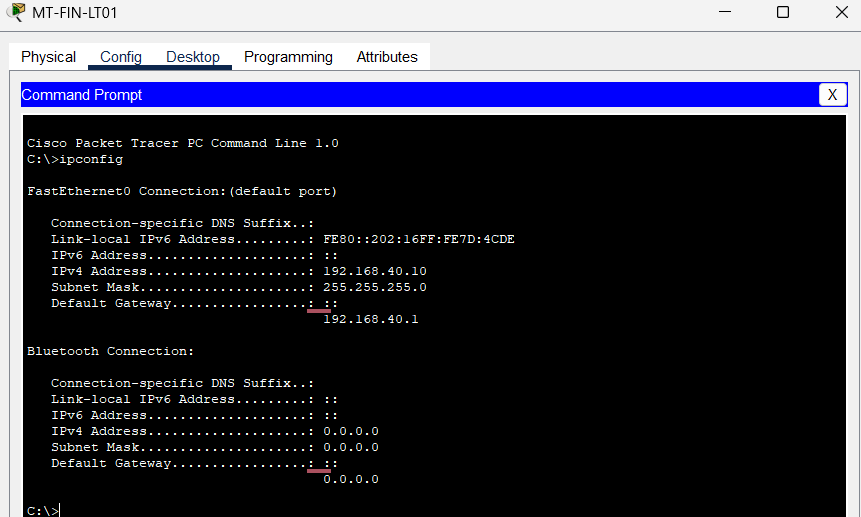 MT-FIN-LT01
Physical Config Desktop Programming Attributes
Command Prompt X
Cisco Packet Tracer PC Command Line 1.0
C:\>ipconfig
FastEthernet0 Connection:(default port)
Connection-specific DNS Suffix..:
Link-local IPv6 Address.........: FE80::202:16FF:FE7D:4CDE
IPv6 Address....................: ::
IPv4 Address....................: 192.168.40.10
Subnet Mask.....................: 255.255.255.0
Default Gateway.................: ::
192.168.40.1
Bluetooth Connection:
Connection-specific DNS Suffix..:
Link-local IPv6 Address.........: ::
IPv6 Address....................: ::
IPv4 Address....................: 0.0.0.0
Subnet Mask.....................: 0.0.0.0
Default Gateway.................: ::
0.0.0.0
C:\>